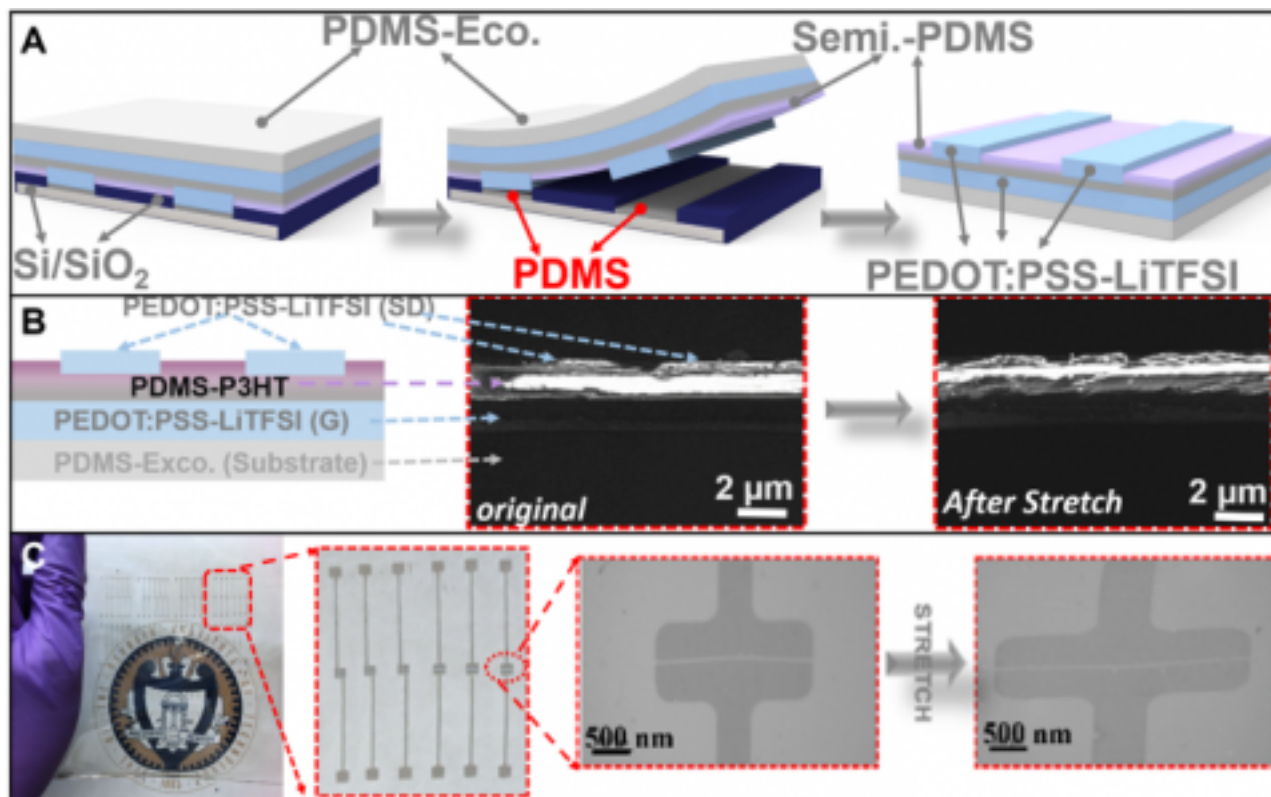 A
PDMS-Eco.
Semi.-PDMS
Si/SiO2
PDMS
PEDOT:PSS-LiTFSI
B
PEDOT:PSS-LiTFSI (SD)
PDMS-P3HT
PEDOT:PSS-LiTFSI (G)
PDMS-Exco. (Substrate)
original
2 μm
After Stretch
2 μm
C
500 nm
STRETCH
500 nm